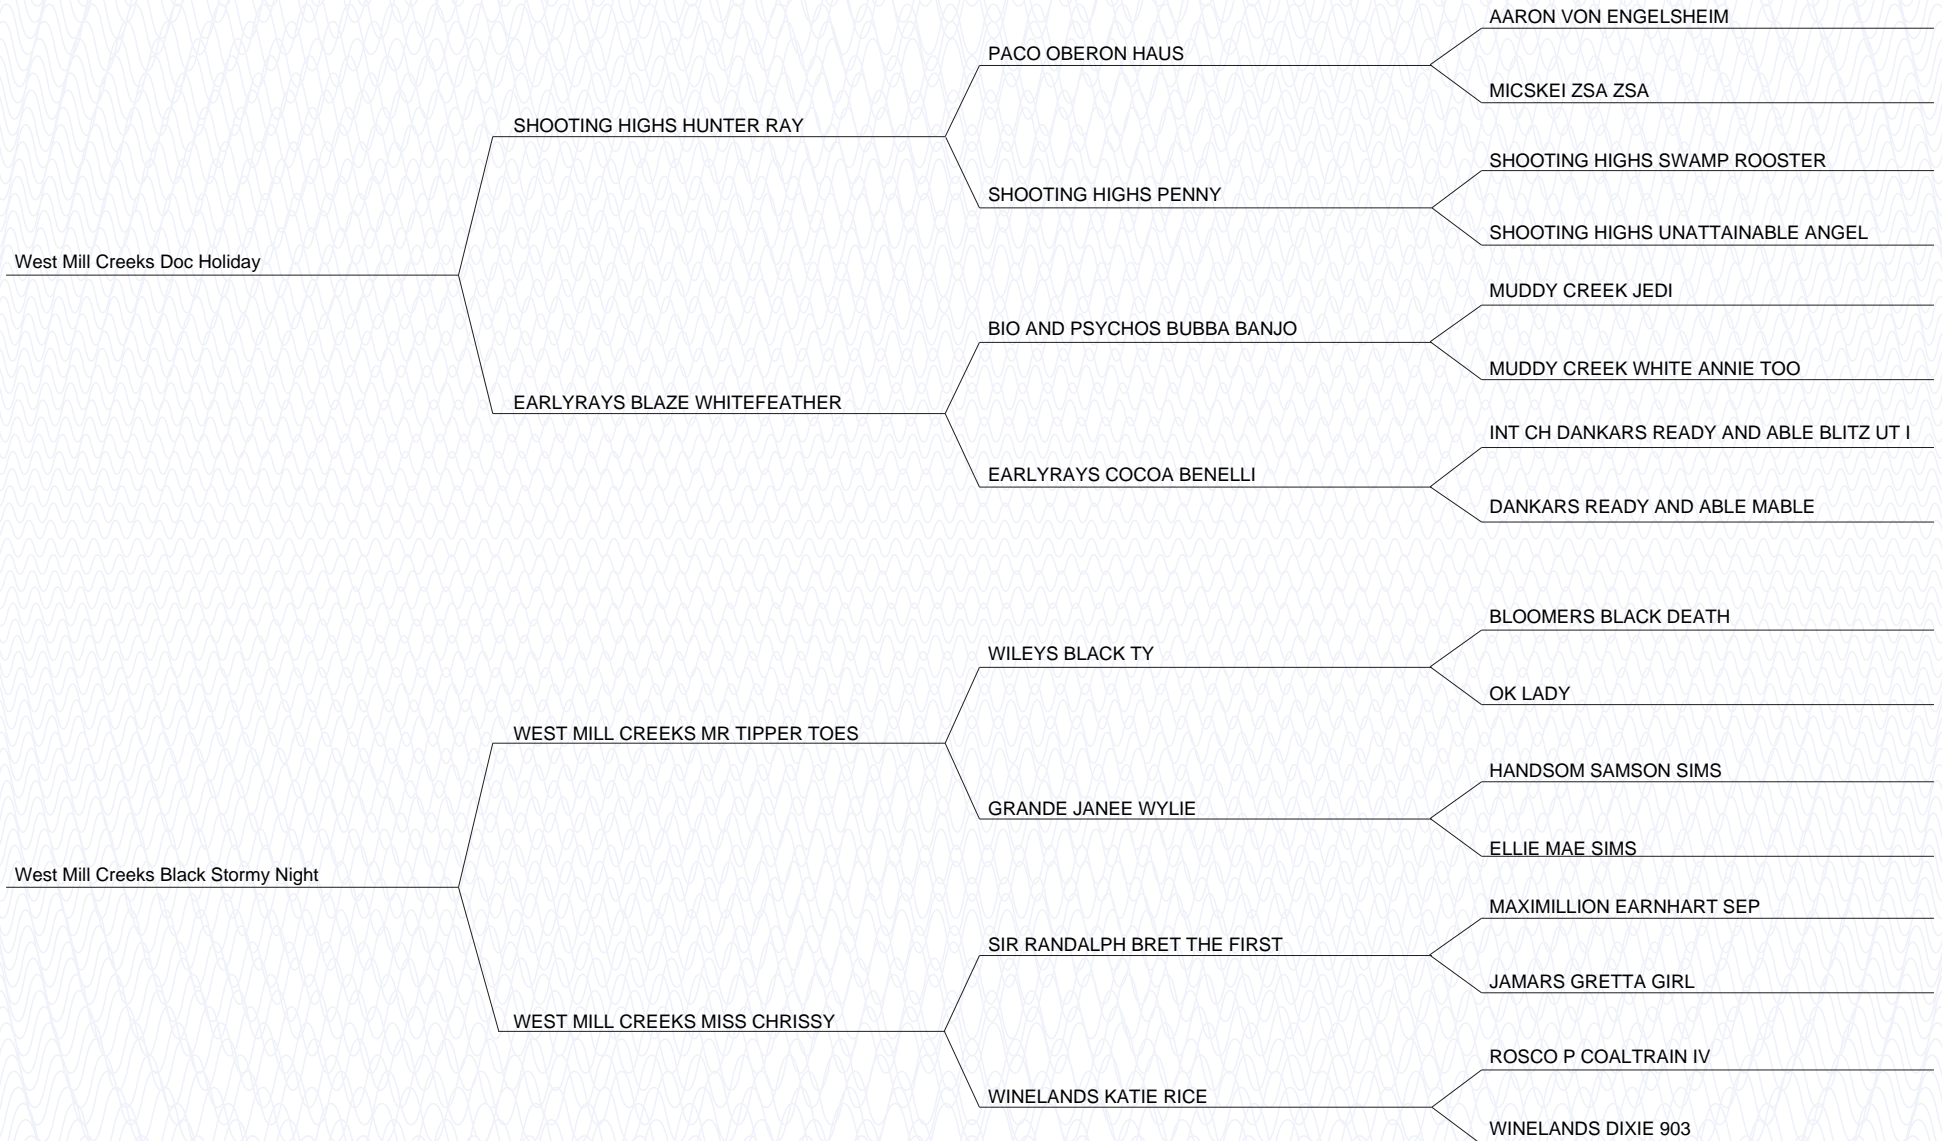 AARON VON ENGELSHEIM
PACO OBERON HAUS
MICSKEI ZSA ZSA
SHOOTING HIGHS HUNTER RAY
SHOOTING HIGHS SWAMP ROOSTER
SHOOTING HIGHS PENNY
SHOOTING HIGHS UNATTAINABLE ANGEL
West Mill Creeks Doc Holiday
MUDDY CREEK JEDI
BIO AND PSYCHOS BUBBA BANJO
MUDDY CREEK WHITE ANNIE TOO
EARLYRAYS BLAZE WHITEFEATHER
INT CH DANKARS READY AND ABLE BLITZ UT I
EARLYRAYS COCOA BENELLI
DANKARS READY AND ABLE MABLE
BLOOMERS BLACK DEATH
WILEYS BLACK TY
OK LADY
WEST MILL CREEKS MR TIPPER TOES
HANDSOM SAMSON SIMS
GRANDE JANEE WYLIE
ELLIE MAE SIMS
West Mill Creeks Black Stormy Night
MAXIMILLION EARNHART SEP
SIR RANDALPH BRET THE FIRST
JAMARS GRETTA GIRL
WEST MILL CREEKS MISS CHRISSY
ROSCO P COALTRAIN IV
WINELANDS KATIE RICE
WINELANDS DIXIE 903